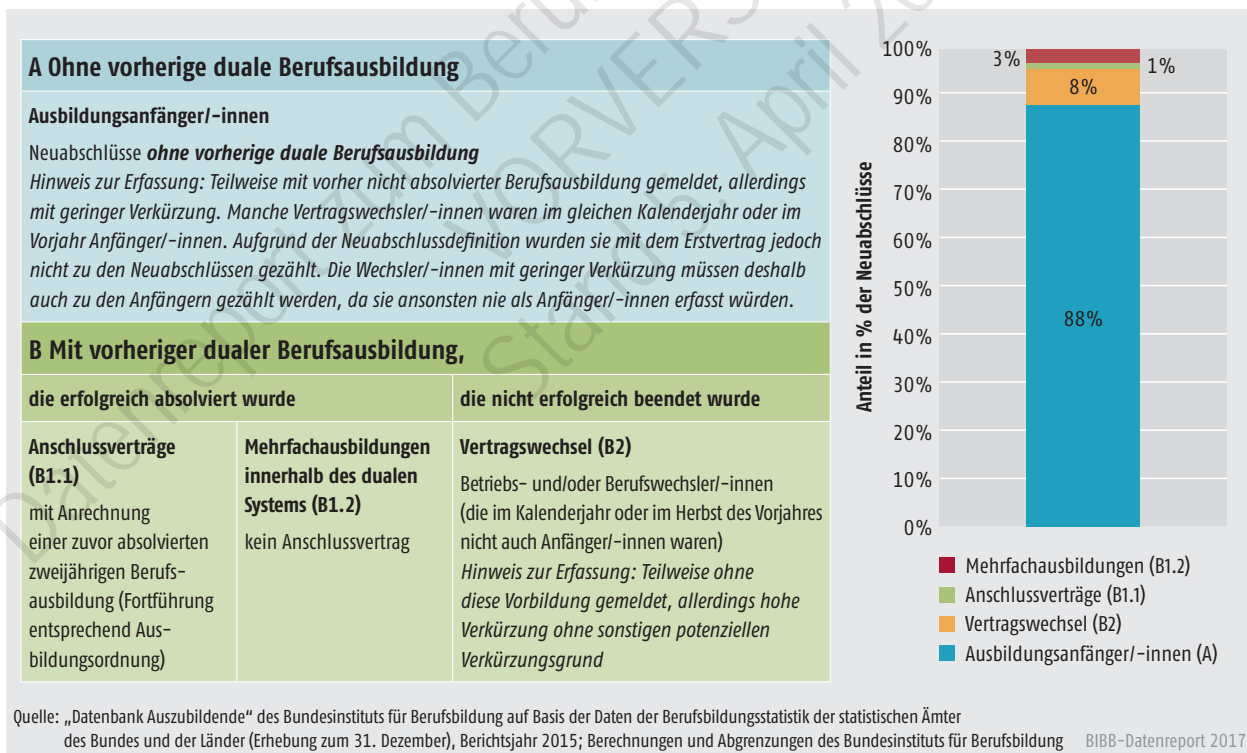 A Ohne vorherige duale Berufsausbildung
Ausbildungsanfänger/-innen
Neuabschlüsse ohne vorherige duale Berufsausbildung
Hinweis zur Erfassung: Teilweise mit vorher nicht absolvierter Berufsausbildung gemeldet, allerdings
mit geringer Verkürzung. Manche Vertragswechsler/-innen waren im gleichen Kalenderjahr oder im
Vorjahr Anfänger/-innen. Aufgrund der Neuabschlussdefinition wurden sie mit dem Erstvertrag jedoch
nicht zu den Neuabschlüssen gezählt. Die Wechsler/-innen mit geringer Verkürzung müssen deshalb
auch zu den Anfängern gezählt werden, da sie ansonsten nie als Anfänger/-innen erfasst würden.
B Mit vorheriger dualer Berufsausbildung,
die erfolgreich absolviert wurde
die nicht erfolgreich beendet wurde
Anschlussverträge
(B1.1)
mit Anrechnung
einer zuvor absolvierten
zweijährigen Berufs-
ausbildung (Fortführung
entsprechend Aus-
bildungsordnung)
Mehrfachausbildungen
innerhalb des dualen
Systems (B1.2)
kein Anschlussvertrag
Vertragswechsel (B2)
Betriebs- und/oder Berufswechsler/-innen
(die im Kalenderjahr oder im Herbst des Vorjahres
nicht auch Anfänger/-innen waren)
Hinweis zur Erfassung: Teilweise ohne
diese Vorbildung gemeldet, allerdings hohe
Verkürzung ohne sonstigen potenziellen
Verkürzungsgrund
Anteil in % der Neuabschlüsse
100%
90%
80%
70%
60%
50%
40%
30%
20%
10%
0%
3%
1%
8%
88%
Mehrfachausbildungen (B1.2)
Anschlussverträge (B1.1)
Vertragswechsel (B2)
Ausbildungsanfänger/-innen (A)
Quelle: „Datenbank Auszubildende“ des Bundesinstituts für Berufsbildung auf Basis der Daten der Berufsbildungsstatistik der statistischen Ämter
des Bundes und der Länder (Erhebung zum 31. Dezember), Berichtsjahr 2015; Berechnungen und Abgrenzungen des Bundesinstituts für Berufsbildung
BIBB-Datenreport 2017
Datenreport zum Beru
VORVERS
Stand 5. April 20